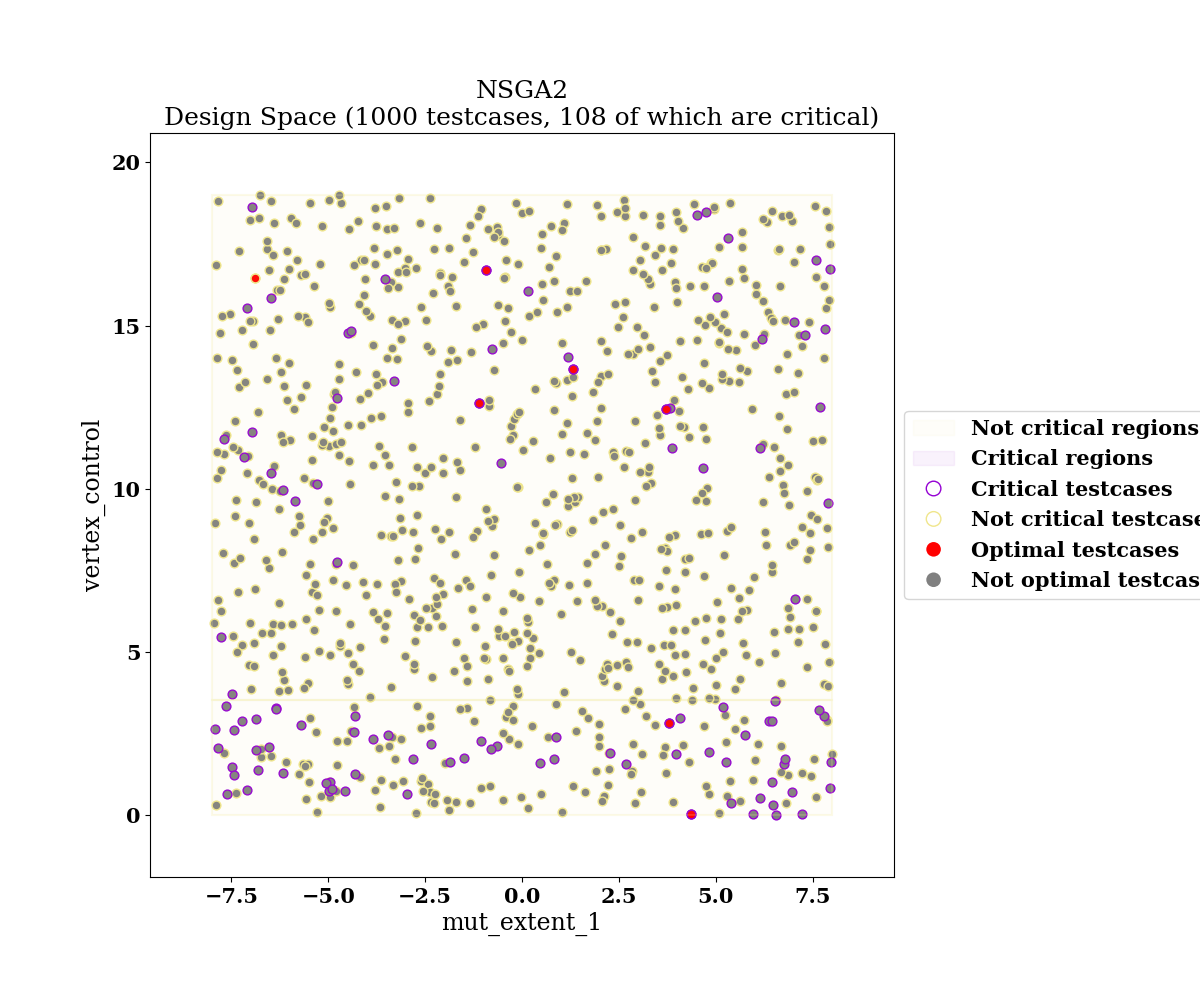 NSGA2
Design Space (1000 testcases, 108 of which are critical)
20
15
10
5
0
vertex_control
−7.5 −5.0 −2.5 0.0 2.5 5.0 7.5
mut_extent_1
Not critical regions
Critical regions
Critical testcases
Not critical testcase
Optimal testcases
Not optimal testcas